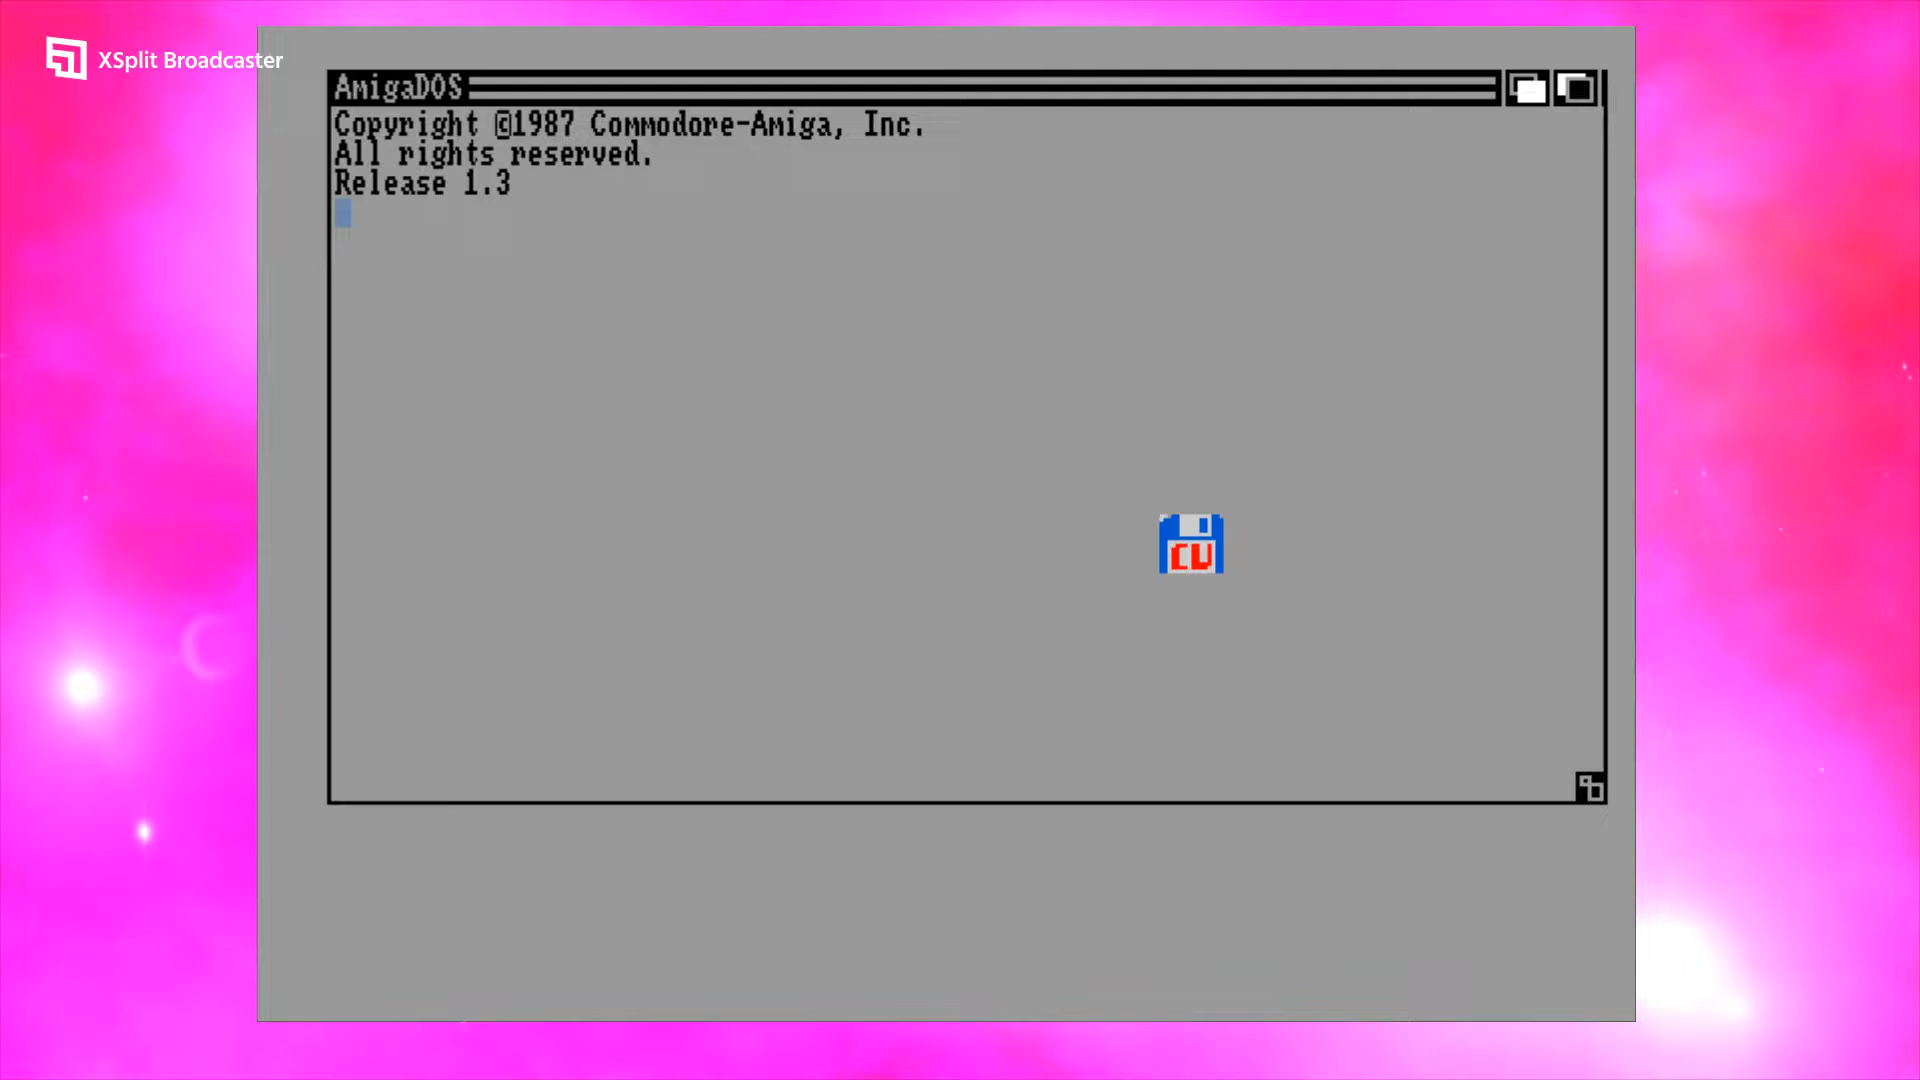 XSplit Broadcaster
AmigaDOS
Copyright ©1987 Commodore-Amiga, Inc.
All rights reserved.
Release 1.3
CU